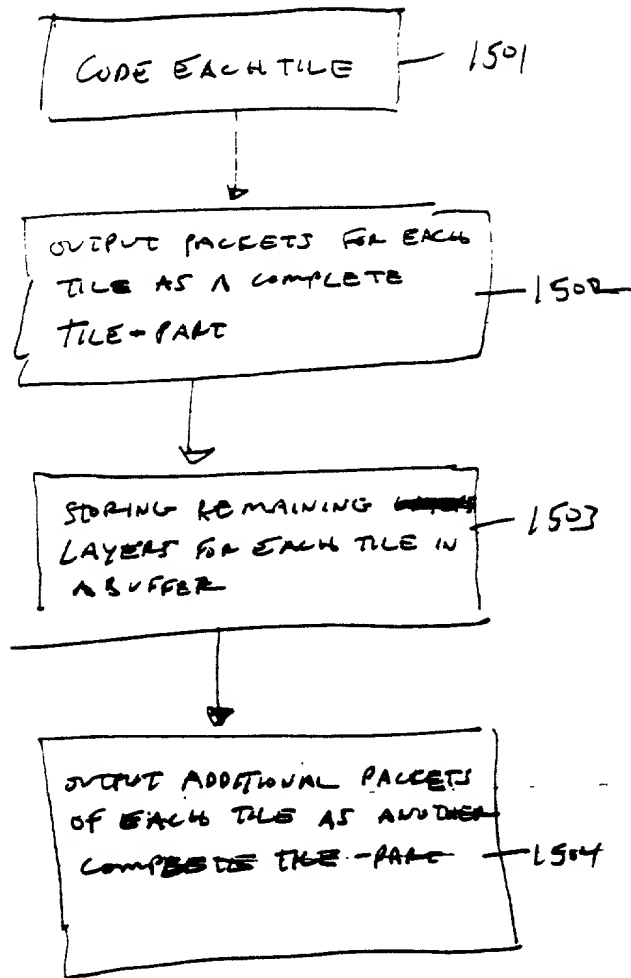 CODE EACH TILE
1501
OUTPUT PACKETS FOR EACH
TILE AS A COMPLETE
TILE-PART
1502
STORING REMAINING
LAYERS FOR EACH TILE IN
A BUFFER
1503
OUTPUT ADDITIONAL PACKETS
OF EACH TILE AS ANOTHER
COMPLETE TILE-PART
1504